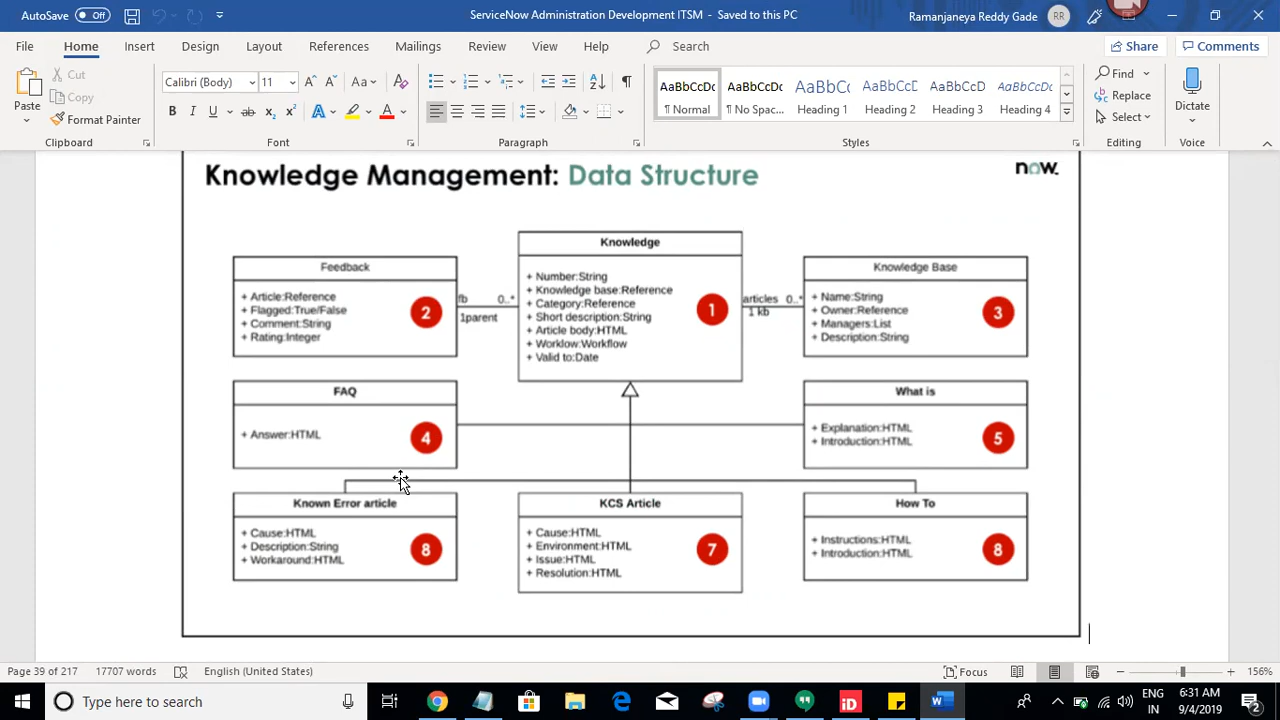 AutoSave Off
ServiceNow Administration Development ITSM - Saved to this PC
Ramanjaneya Reddy Gade RR
File Home Insert Design Layout References Mailings Review View Help Search Share Comments
Paste
Cut
Copy
Format Painter
Clipboard
Calibri (Body) 11
Font
Paragraph
AaBbCcDc AaBbCcDc AaBbC( AaBbCcE AaBbCcD AaBbCcDc
¶ Normal ¶ No Spac... Heading 1 Heading 2 Heading 3 Heading 4
Styles
Find
Replace
Select
Editing
Dictate
Voice
Knowledge Management: Data Structure
now
Feedback
+ Article:Reference
+ Flagged:True/False
+ Comment:String
+ Rating:Integer
2
fb 0..*
1parent
Knowledge
+ Number:String
+ Knowledge base:Reference
+ Category:Reference
+ Short description:String
+ Article body:HTML
+ Worklow:Workflow
+ Valid to:Date
1
articles 0..*
1 kb
Knowledge Base
+ Name:String
+ Owner:Reference
+ Managers:List
+ Description:String
3
FAQ
+ Answer:HTML
4
What is
+ Explanation:HTML
+ Introduction:HTML
5
Known Error article
+ Cause:HTML
+ Description:String
+ Workaround:HTML
8
KCS Article
+ Cause:HTML
+ Environment:HTML
+ Issue:HTML
+ Resolution:HTML
7
How To
+ Instructions:HTML
+ Introduction:HTML
8
Page 39 of 217 17707 words English (United States) Focus 156%
Type here to search
ENG
IN
6:31 AM
9/4/2019
2